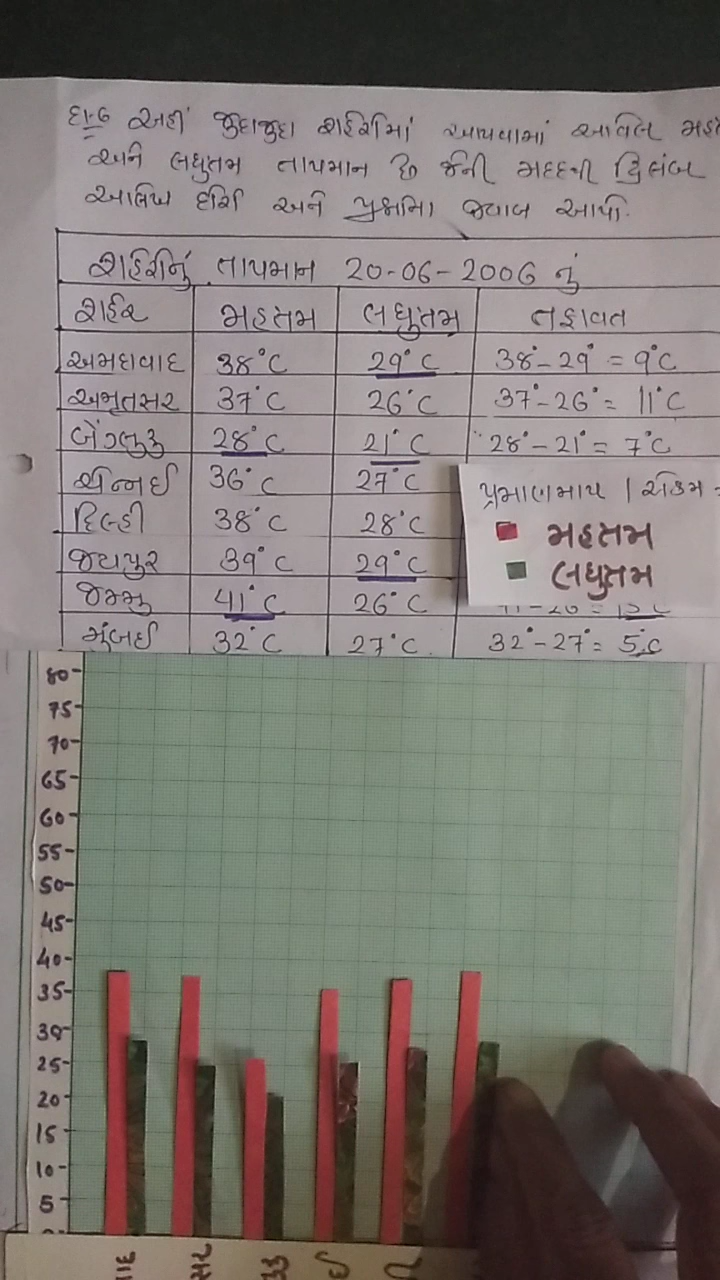 દા-6 અહીં જુદાજુદા શહેરોમાં આપવામાં આવેલ
અને લઘુતમ તાપમાન છે જેની મદદથી દ્વિલંબ
આલેખ દોરો અને પ્રશ્નોના જવાબ આપો.
શહેરોનું તાપમાન 20-06-2006 નું
શહેર મહત્તમ લઘુત્તમ તફાવત
અમદાવાદ 38°C 29°C 38°-29° = 9°C
અમૃતસર 37°C 26°C 37°-26° = 11°C
બેંગલુરુ 28°C 21°C 28°-21° = 7°C
ચેન્નઈ 36°C 27°C
દિલ્હી 38°C 28°C
જયપુર 39°C 29°C
જમ્મુ 41°C 26°C
મુંબઈ 32°C 27°C 32°-27° = 5°C
પ્રમાણમાપ 1 એકમ =
મહત્તમ
લઘુત્તમ
80
75
70
65
60
55
50
45
40
35
30
25
20
15
10
5